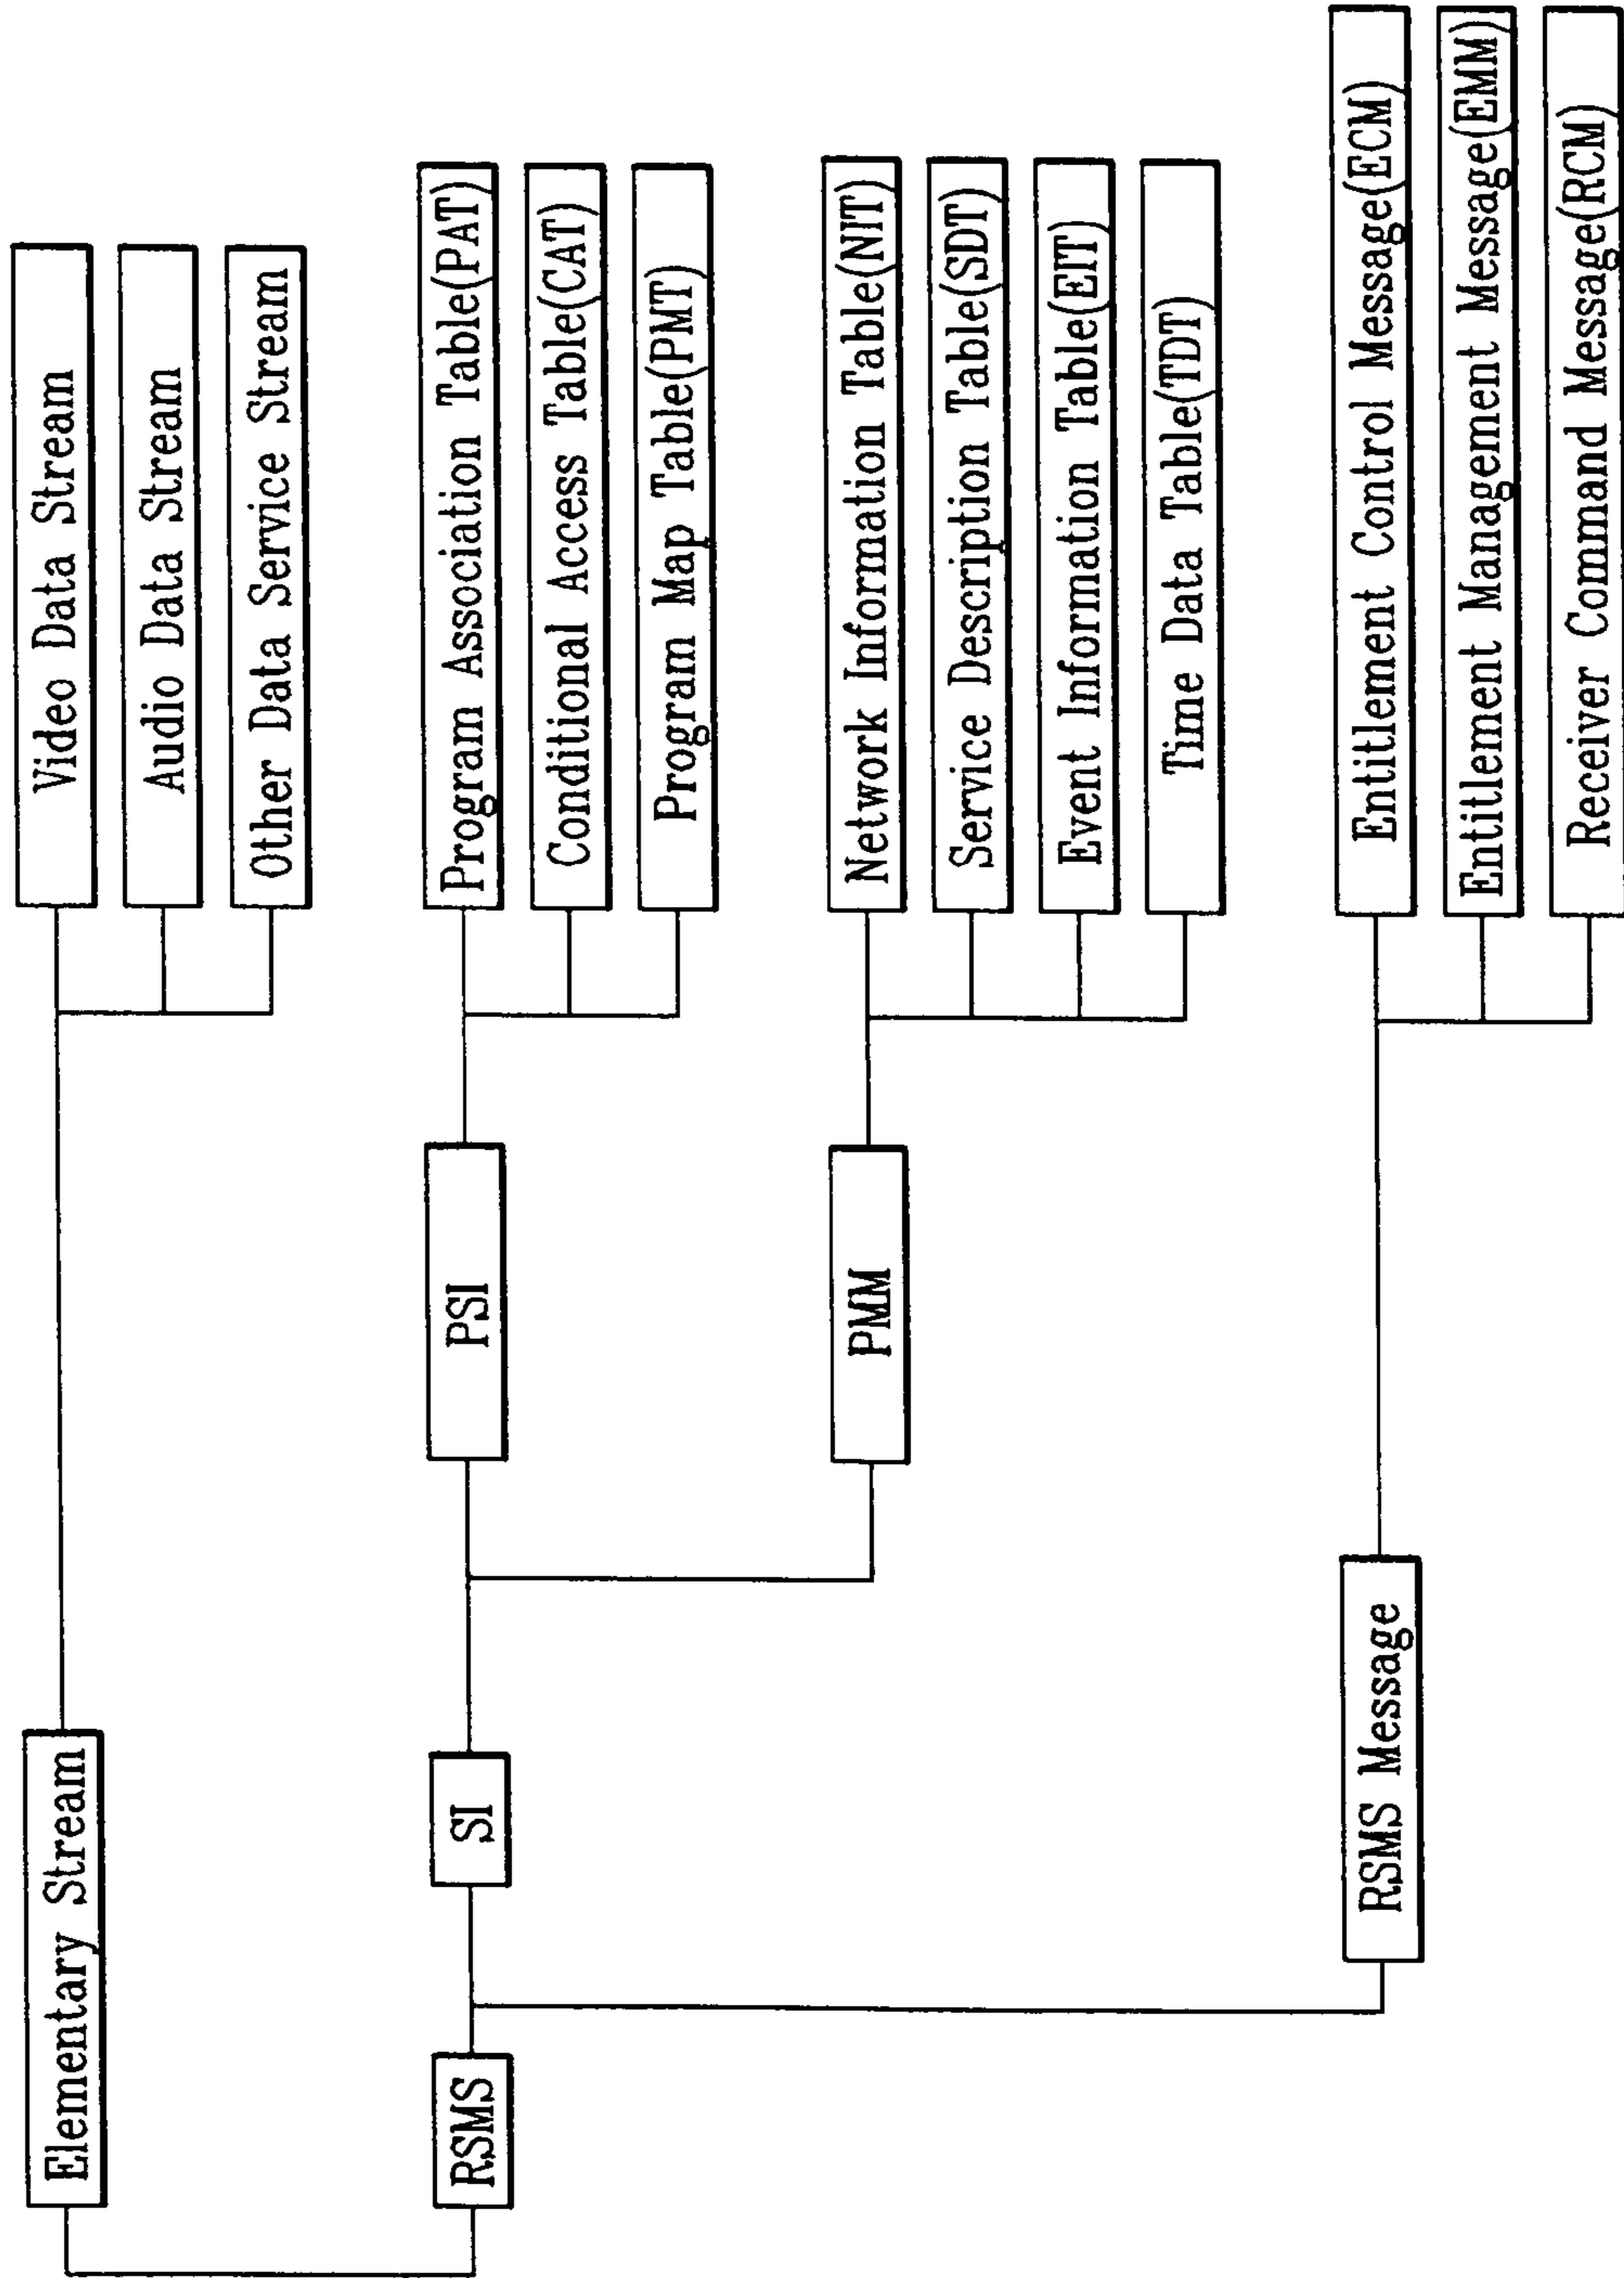 Elementary Stream
Video Data Stream
Audio Data Stream
Other Data Service Stream
RSMS
SI
PSI
Program Association Table(PAT)
Conditional Access Table(CAT)
Program Map Table(PMT)
PMM
Network Information Table(NIT)
Service Description Table(SDT)
Event Information Table(EIT)
Time Data Table(TDT)
RSMS Message
Entitlement Control Message(ECM)
Entitlement Management Message(EMM)
Receiver Command Message(RCM)